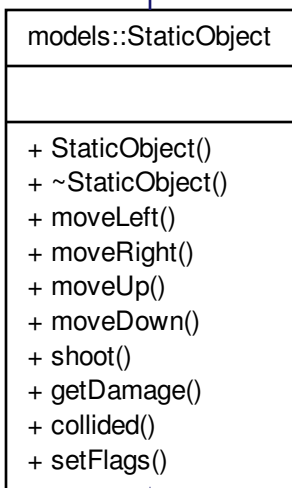 models::StaticObject
+ StaticObject()
+ ~StaticObject()
+ moveLeft()
+ moveRight()
+ moveUp()
+ moveDown()
+ shoot()
+ getDamage()
+ collided()
+ setFlags()